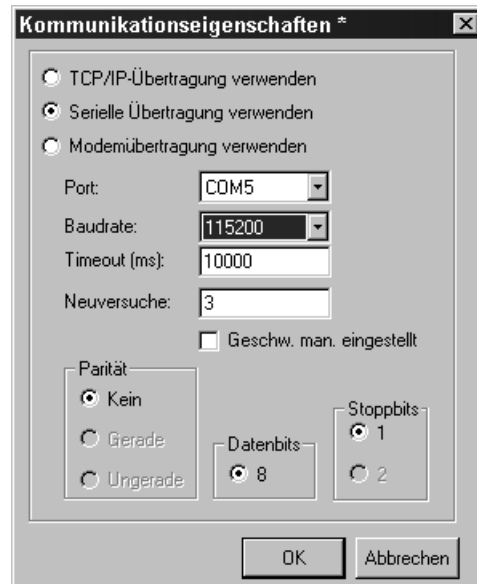 Kommunikationseigenschaften *
TCP/IP-Übertragung verwenden
Serielle Übertragung verwenden
Modemübertragung verwenden
Port: COM5
Baudrate: 115200
Timeout (ms): 10000
Neuversuche: 3
Geschw. man. eingestellt
Parität
Kein
Gerade
Ungerade
Datenbits
8
Stoppbits
1
2
OK Abbrechen